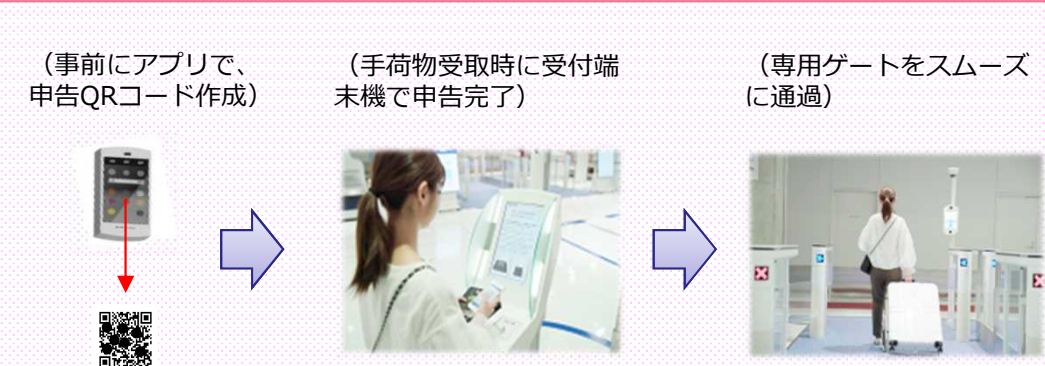 （事前にアプリで、
申告QRコード作成）
（手荷物受取時に受付端
末機で申告完了）
（専用ゲートをスムーズ
に通過）